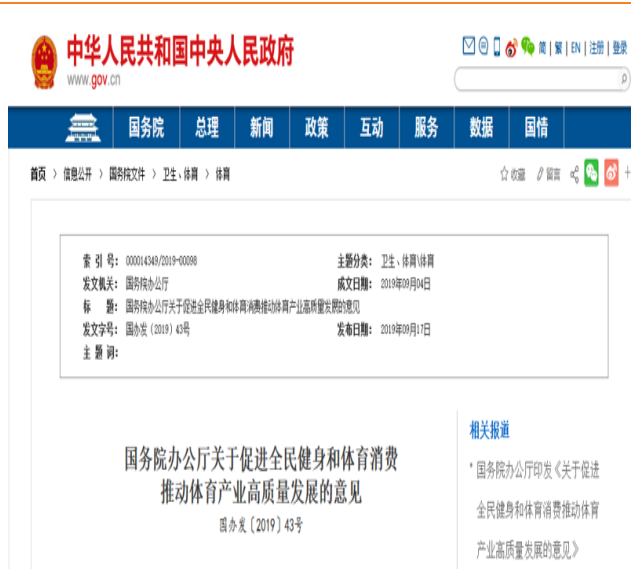 中华人民共和国中央人民政府
www.gov.cn
简 | 繁 | EN | 注册 | 登录
国务院 总理 新闻 政策 互动 服务 数据 国情
首页 > 信息公开 > 国务院文件 > 卫生、体育 > 体育
收藏 留言
索 引 号: 000014349/2019-00098 主题分类: 卫生、体育\体育
发文机关: 国务院办公厅 成文日期: 2019年09月04日
标 题: 国务院办公厅关于促进全民健身和体育消费推动体育产业高质量发展的意见
发文字号: 国办发〔2019〕43号 发布日期: 2019年09月17日
主 题 词:
国务院办公厅关于促进全民健身和体育消费
推动体育产业高质量发展的意见
国办发〔2019〕43号
相关报道
* 国务院办公厅印发《关于促进
全民健身和体育消费推动体育
产业高质量发展的意见》